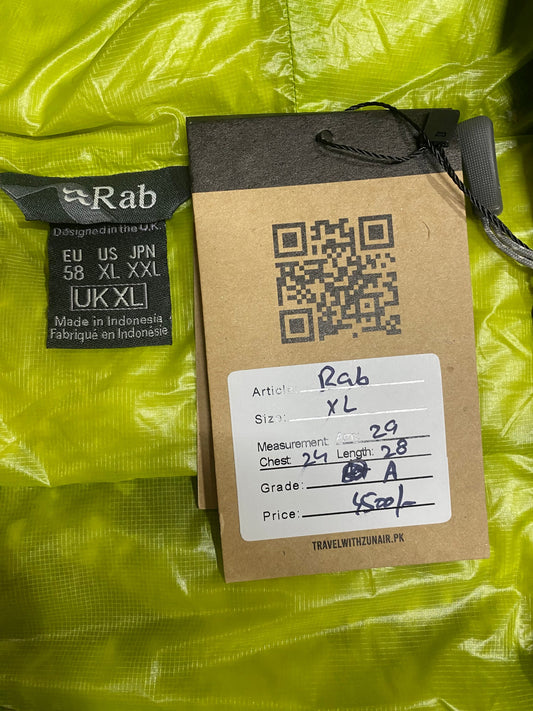 Rab
Designed in the U.K.
EU US JPN
58 XL XXL
UK XL
Made in Indonesia
Fabriqué en Indonésie
Article: Rab
Size: XL
Measurement: 29
Chest: 24 Length: 28
Grade: A
Price: 4500/-
TRAVELWITHZUNAIR.PK